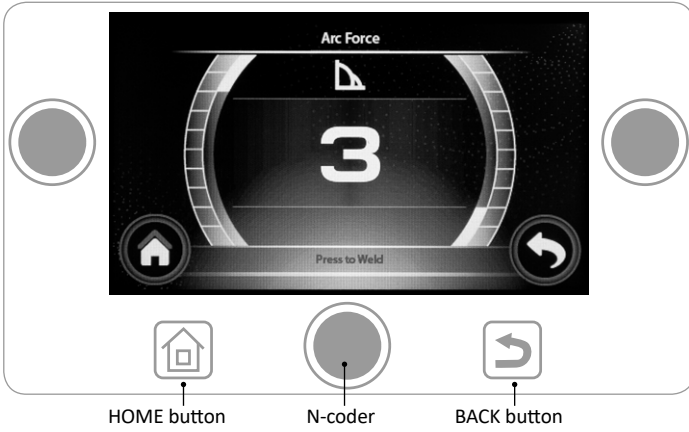 Arc Force
3
Press to Weld
HOME button
N-coder
BACK button